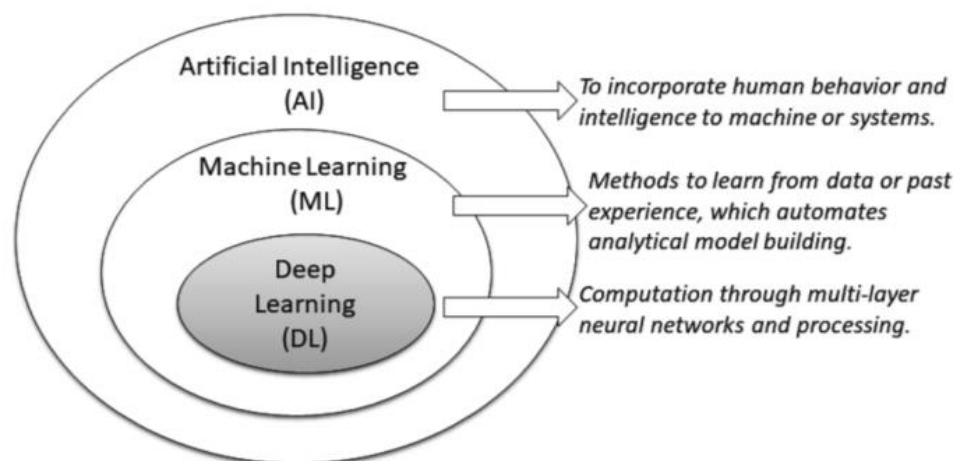 Artificial Intelligence
(AI)
To incorporate human behavior and
intelligence to machine or systems.
Machine Learning
(ML)
Methods to learn from data or past
experience, which automates
analytical model building.
Deep
Learning
(DL)
Computation through multi-layer
neural networks and processing.